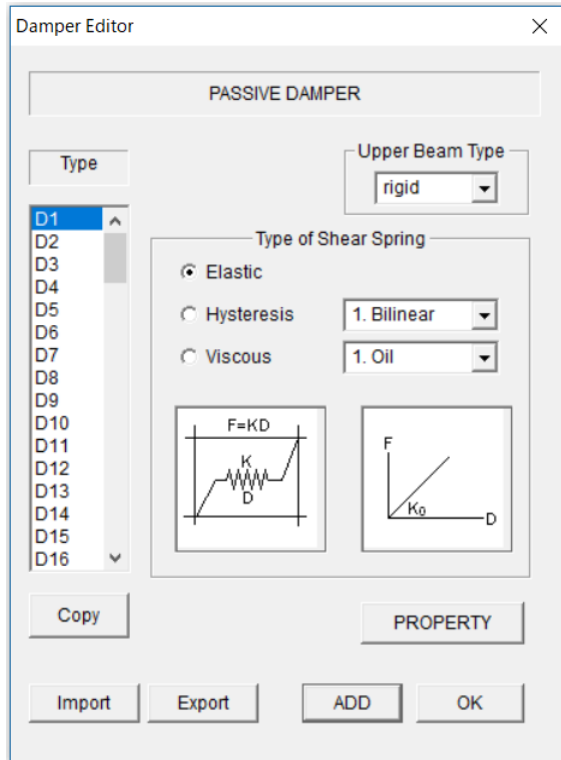 Damper Editor
PASSIVE DAMPER
Type
Upper Beam Type
rigid
D1
D2
D3
D4
D5
D6
D7
D8
D9
D10
D11
D12
D13
D14
D15
D16
Type of Shear Spring
Elastic
Hysteresis
1. Bilinear
Viscous
1. Oil
F=KD
K
D
F
K0
D
Copy
PROPERTY
Import
Export
ADD
OK